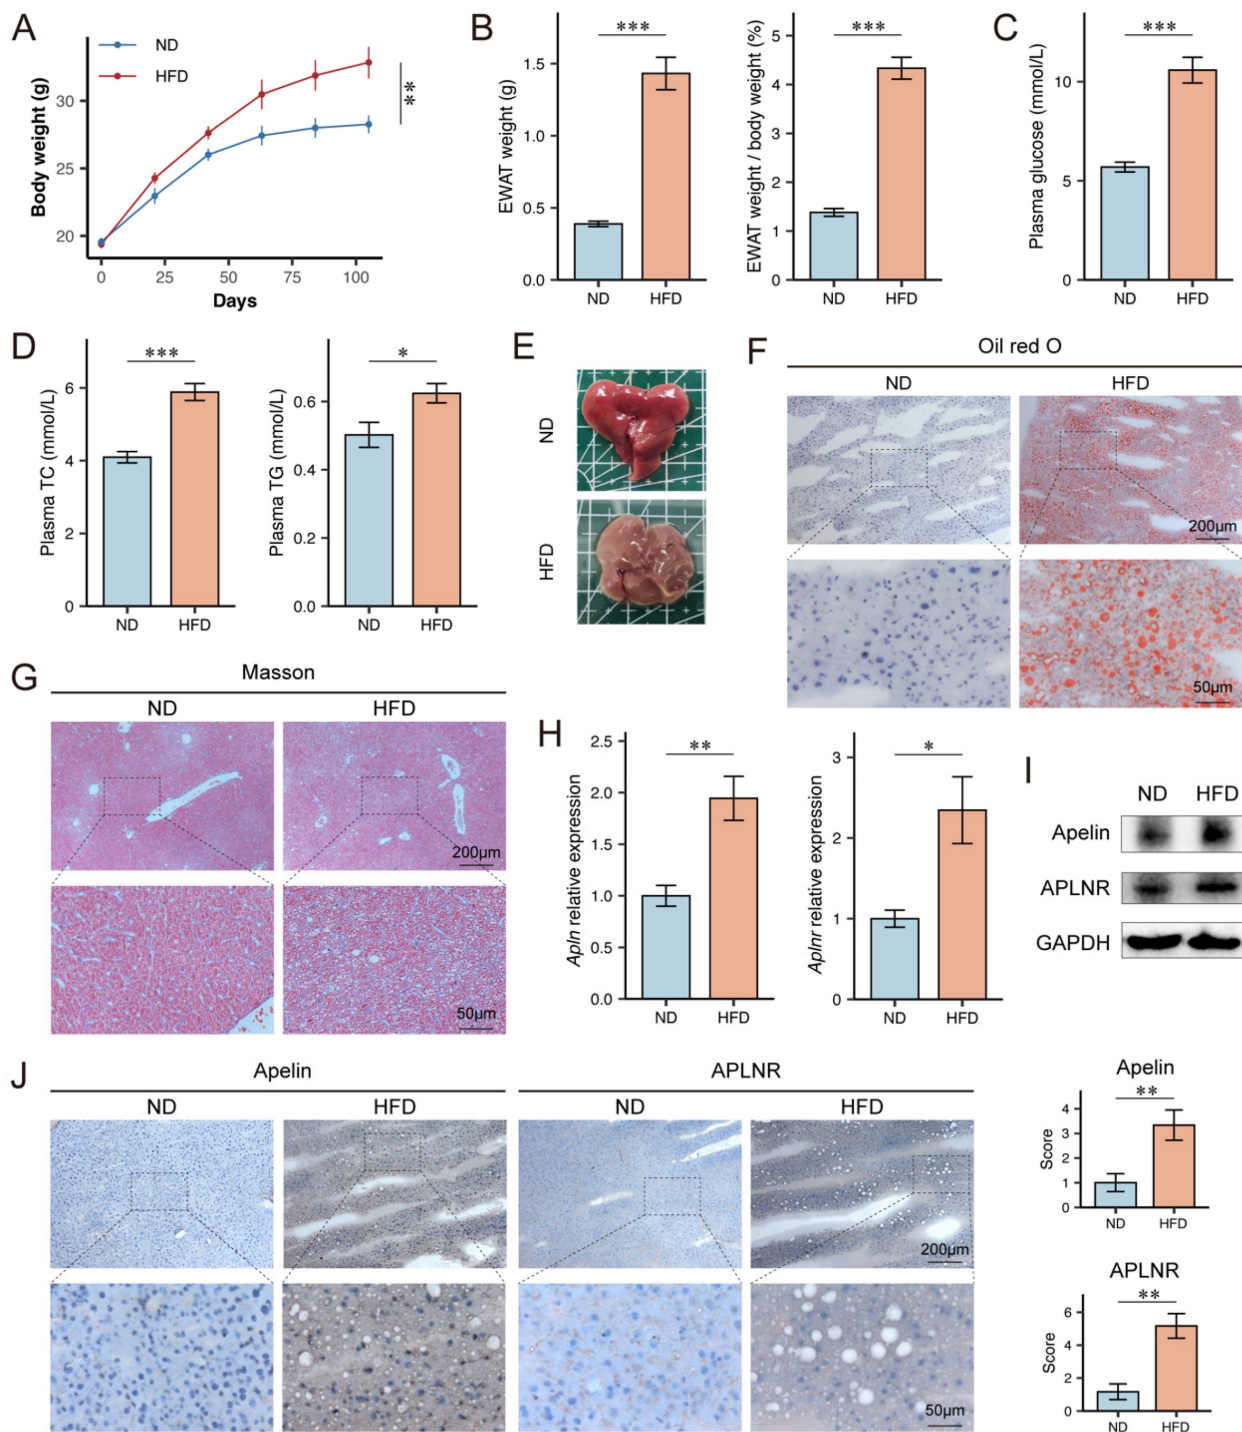 A
ND
HFD
**
Body weight (g)
30
25
20
0 25 50 75 100
Days
B
***
EWAT weight (g)
1.5
1.0
0.5
0.0
ND HFD
***
EWAT weight / body weight (%)
5
4
3
2
1
0
ND HFD
C
***
Plasma glucose (mmol/L)
10
5
0
ND HFD
D
***
Plasma TC (mmol/L)
6
4
2
0
ND HFD
*
Plasma TG (mmol/L)
0.6
0.4
0.2
0.0
ND HFD
E
ND
HFD
F
Oil red O
ND HFD
200μm
50μm
G
Masson
ND HFD
200μm
50μm
H
**
Apln relative expression
2.5
2.0
1.5
1.0
0.5
0.0
ND HFD
*
Aplnr relative expression
3
2
1
0
ND HFD
I
ND HFD
Apelin
APLNR
GAPDH
J
Apelin APLNR
ND HFD ND HFD
200μm
50μm
Apelin
**
Score
4
3
2
1
0
ND HFD
APLNR
**
Score
6
4
2
0
ND HFD